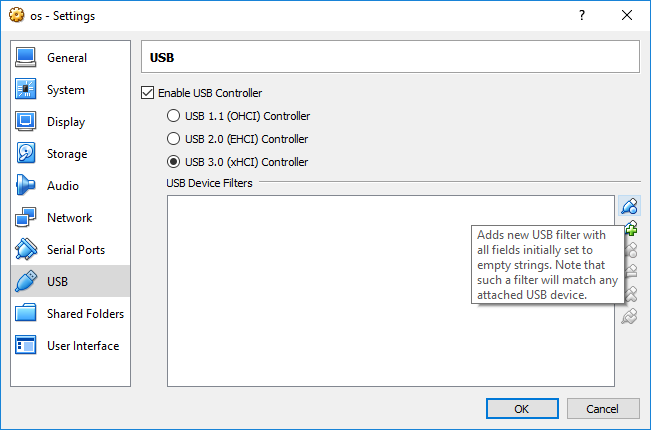 os - Settings
?
General
System
Display
Storage
Audio
Network
Serial Ports
USB
Shared Folders
User Interface
USB
Enable USB Controller
USB 1.1 (OHCI) Controller
USB 2.0 (EHCI) Controller
USB 3.0 (xHCI) Controller
USB Device Filters
Adds new USB filter with
all fields initially set to
empty strings. Note that
such a filter will match any
attached USB device.
OK
Cancel